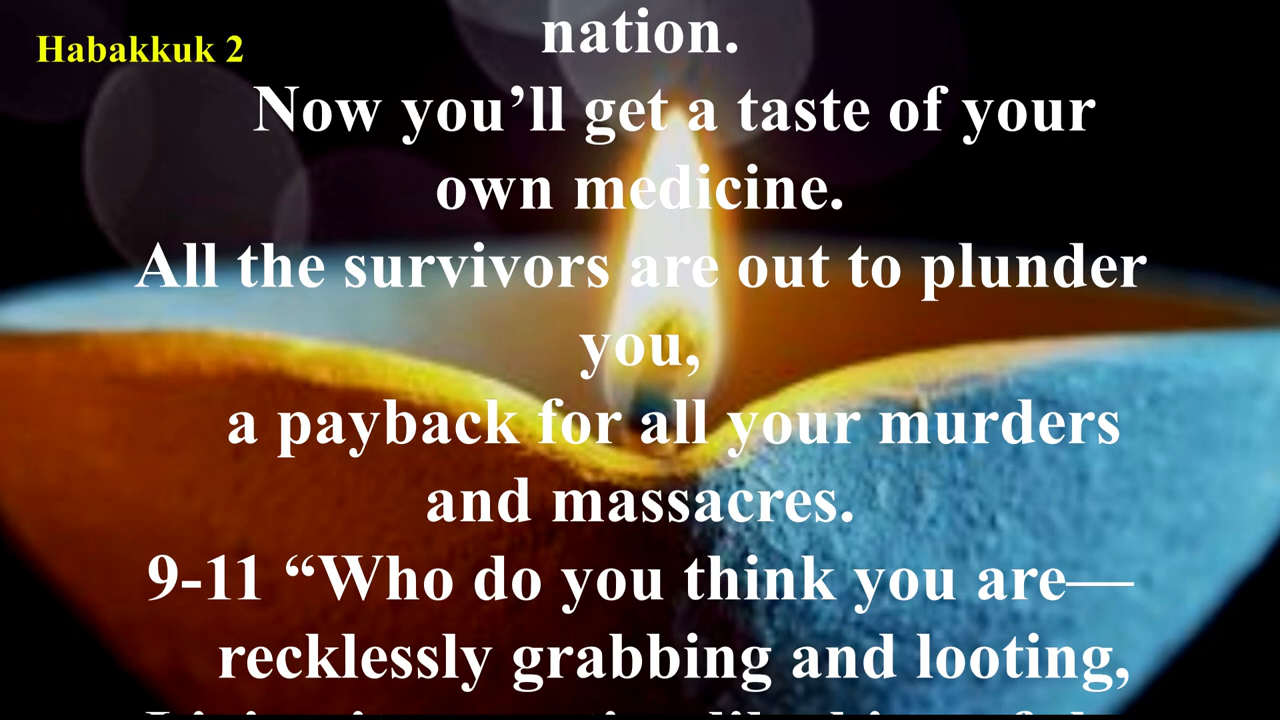 Habakkuk 2
nation.
Now you’ll get a taste of your
own medicine.
All the survivors are out to plunder
you,
a payback for all your murders
and massacres.
9-11 “Who do you think you are—
recklessly grabbing and looting,